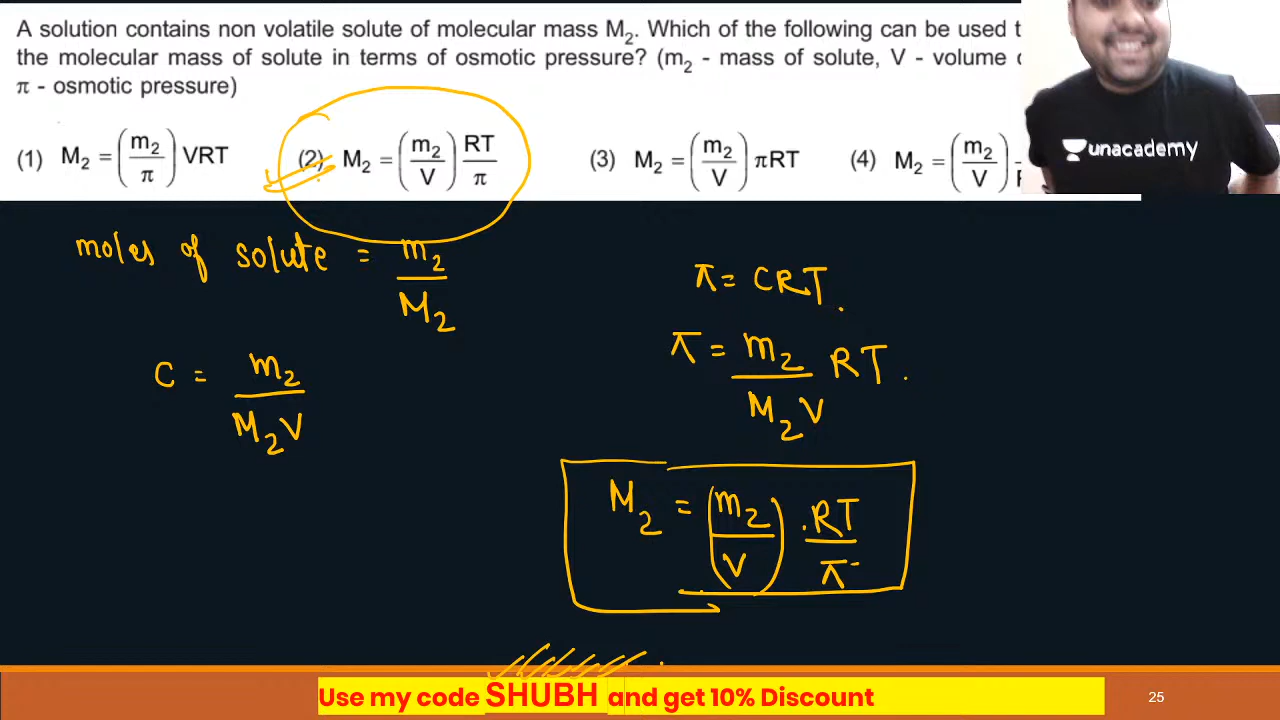 A solution contains non volatile solute of molecular mass M₂. Which of the following can be used t
the molecular mass of solute in terms of osmotic pressure? (m₂ - mass of solute, V - volume
π - osmotic pressure)
(1) M₂ = (m₂/π) VRT (2) M₂ = (m₂/V) RT/π (3) M₂ = (m₂/V) πRT (4) M₂ = (m₂/V)
unacademy
moles of solute = m₂/M₂
π = CRT.
π = m₂/M₂V RT.
C = m₂/M₂V
M₂ = (m₂/V) . RT/π
Use my code SHUBH and get 10% Discount
25